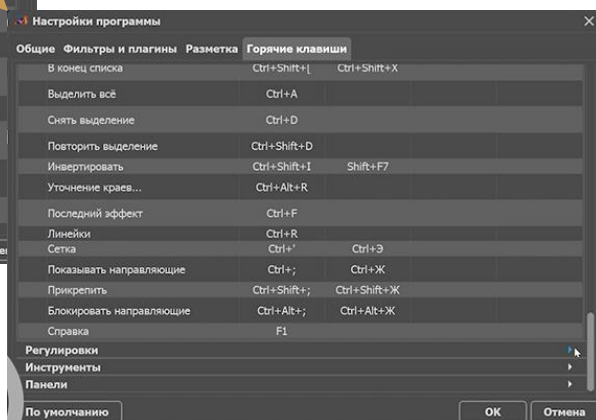 Настройки программы
Общие Фильтры и плагины Разметка Горячие клавиши
В конец списка Ctrl+Shift+[ Ctrl+Shift+X
Выделить всё Ctrl+A
Снять выделение Ctrl+D
Повторить выделение Ctrl+Shift+D
Инвертировать Ctrl+Shift+I Shift+F7
Уточнение краев... Ctrl+Alt+R
Последний эффект Ctrl+F
Линейки Ctrl+R
Сетка Ctrl+' Ctrl+Э
Показывать направляющие Ctrl+; Ctrl+Ж
Прикрепить Ctrl+Shift+; Ctrl+Shift+Ж
Блокировать направляющие Ctrl+Alt+; Ctrl+Alt+Ж
Справка F1
Регулировки
Инструменты
Панели
По умолчанию OK Отмена